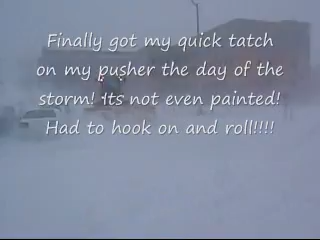 Finally got my quick tatch
on my pusher the day of the
storm! Its not even painted!
Had to hook on and roll!!!!